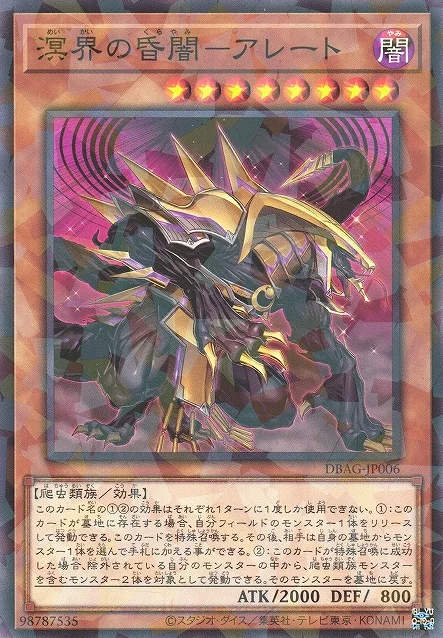 溟界の昏闇－アレート
闇
DBAG-JP006
【爬虫類族／効果】
このカード名の①②の効果はそれぞれ1ターンに1度しか使用できない。①：この
カードが墓地に存在する場合、自分フィールドのモンスター1体をリリース
して発動できる。このカードを特殊召喚する。その後、相手は自身の墓地からモン
スター1体を選んで手札に加える事ができる。②：このカードが特殊召喚に成功
した場合、除外されている自分のモンスターの中から、爬虫類族モンスター
を含むモンスター2体を対象として発動できる。そのモンスターを墓地に戻す。
ATK/2000 DEF/ 800
98787535
©スタジオ・ダイス／集英社・テレビ東京・KONAMI